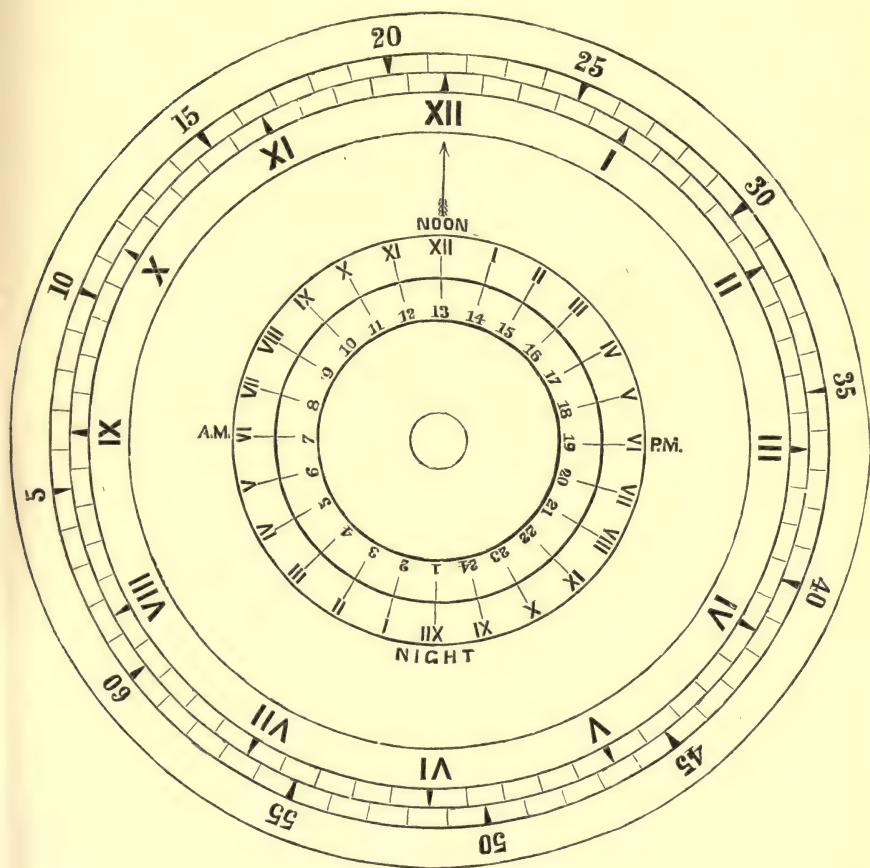 5 10 15 20 25 30 35 40 45 50 55 60
XII I II III IV V VI VII VIII IX X XI
NOON
XII I II III IV V VI VII VIII IX X XI XII I II III IV V VI VII VIII IX X XI
13 14 15 16 17 18 19 20 21 22 23 24 1 2 3 4 5 6 7 8 9 10 11 12
A.M.
P.M.
NIGHT